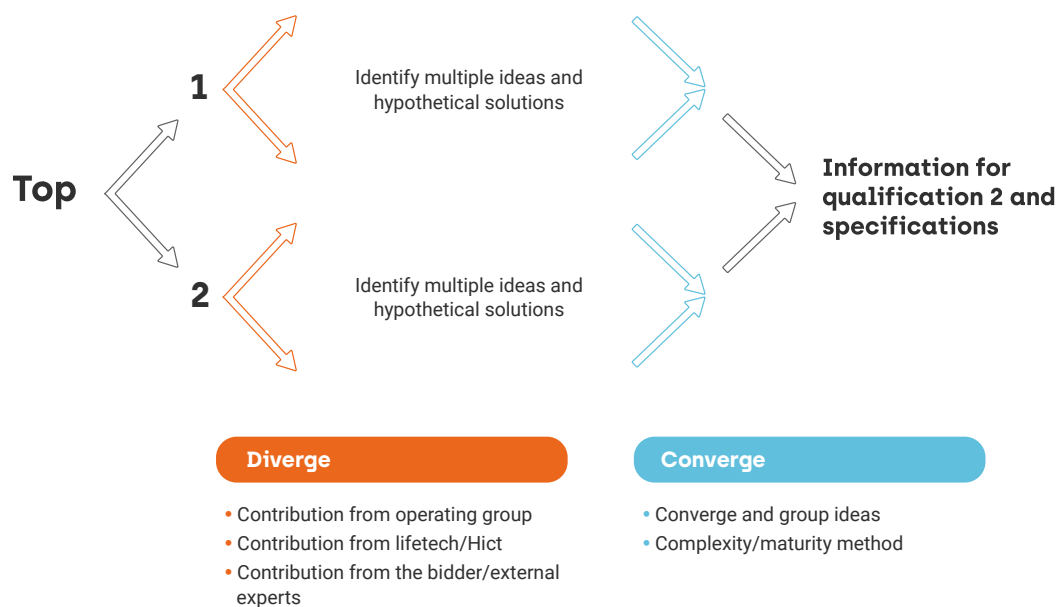 1
Identify multiple ideas and
hypothetical solutions
Top
Information for
qualification 2 and
specifications
2
Identify multiple ideas and
hypothetical solutions
Diverge
• Contribution from operating group
• Contribution from lifetech/Hict
• Contribution from the bidder/external
experts
Converge
• Converge and group ideas
• Complexity/maturity method